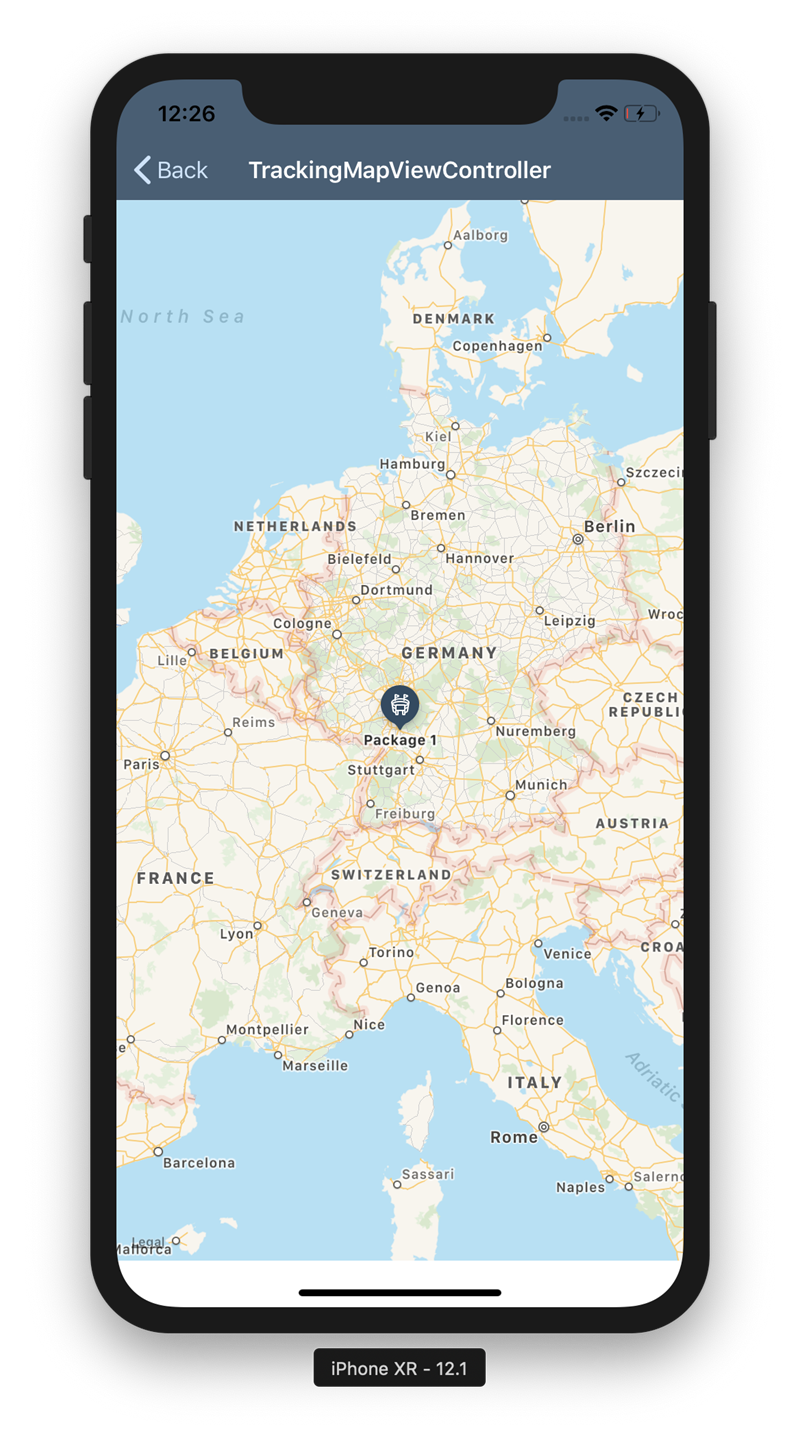 12:26
Back
TrackingMapViewController
Aalborg
North Sea
DENMARK
Copenhagen
Kiel
Hamburg
Szczecin
Bremen
NETHERLANDS
Berlin
Bielefeld
Hannover
Dortmund
Leipzig
Wroc
Cologne
Lille
BELGIUM
GERMANY
CZECH
REPUBLI
Reims
Nuremberg
Package 1
Paris
Stuttgart
Munich
Freiburg
AUSTRIA
FRANCE
SWITZERLAND
Geneva
Lyon
Torino
Venice
CROA
Genoa
Bologna
Florence
Nice
Montpellier
e
Marseille
Adriatic
ITALY
Rome
Barcelona
Sassari
Naples
Salerno
Legal
Mallorca
iPhone XR - 12.1